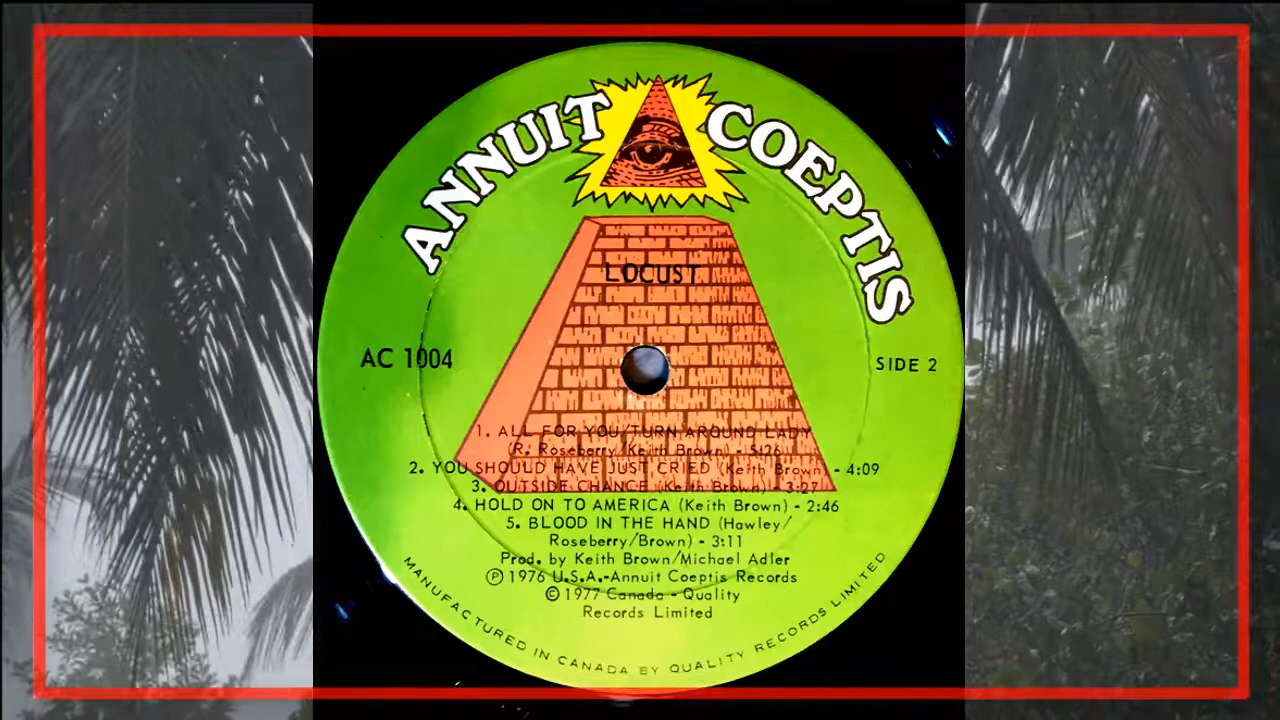 ANNUIT COEPTIS
LOCUST
AC 1004
SIDE 2
1. ALL FOR YOU/TURN AROUND LADY
(R. Roseberry/Keith Brown) - 5:26
2. YOU SHOULD HAVE JUST CRIED (Keith Brown) - 4:09
3. OUTSIDE CHANCE (Keith Brown) - 3:27
4. HOLD ON TO AMERICA (Keith Brown) - 2:46
5. BLOOD IN THE HAND (Hawley/
Roseberry/Brown) - 3:11
Prod. by Keith Brown/Michael Adler
Ⓟ 1976 U.S.A.-Annuit Coeptis Records
© 1977 Canada - Quality
Records Limited
MANUFACTURED IN CANADA BY QUALITY RECORDS LIMITED